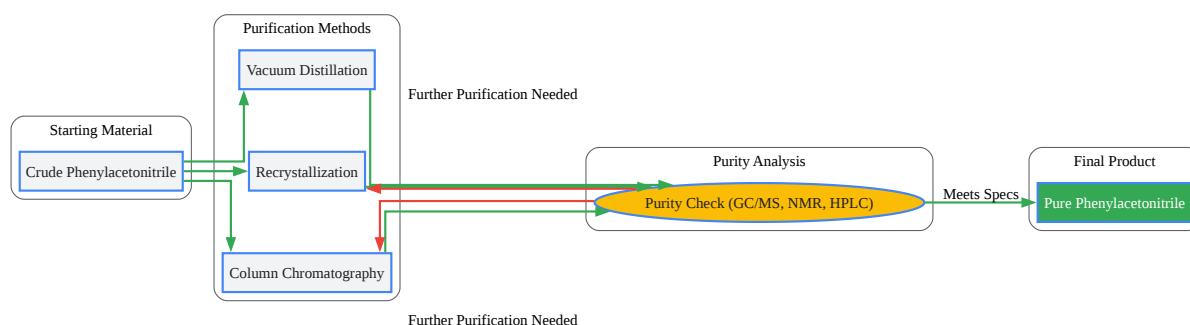 Purification Methods
Vacuum Distillation
Further Purification Needed
Starting Material
Crude Phenylacetonitrile
Recrystallization
Purity Analysis
Purity Check (GC/MS, NMR, HPLC)
Meets Specs
Final Product
Pure Phenylacetonitrile
Column Chromatography
Further Purification Needed